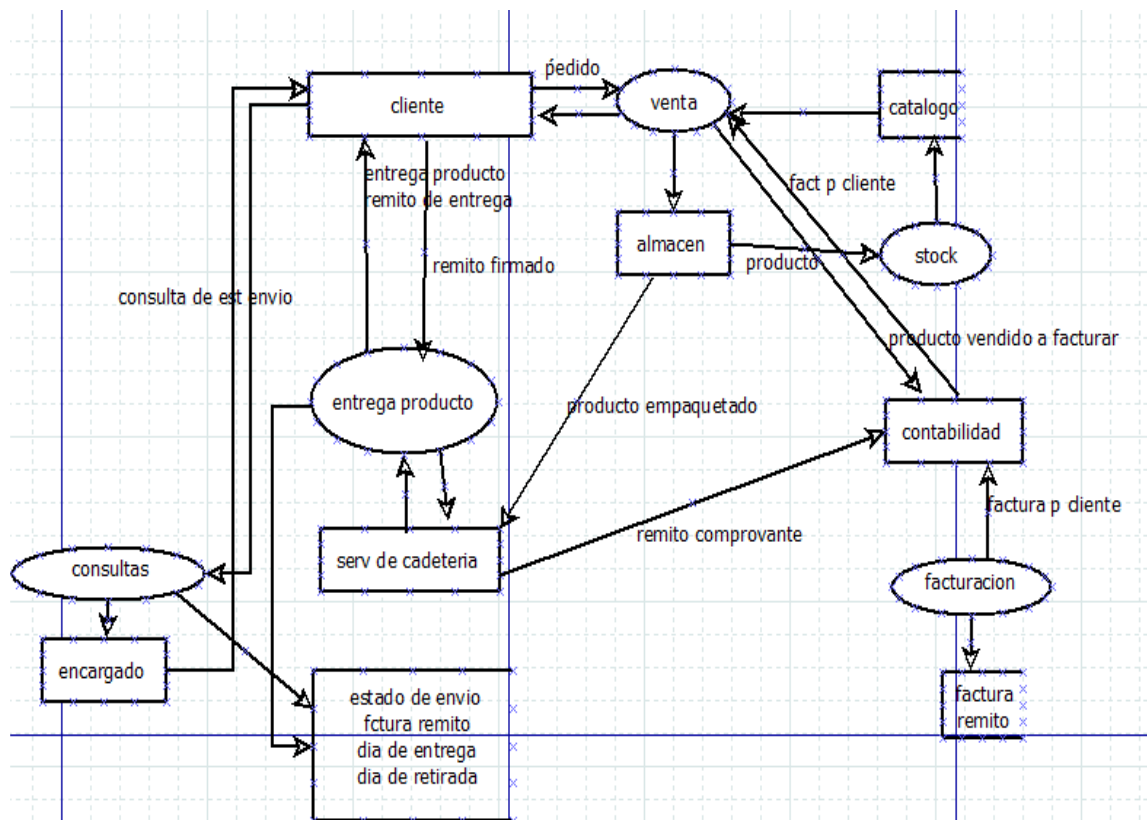 pedido
cliente
venta
catalogo
entrega producto
remito de entrega
fact p cliente
almacen
producto
stock
remito firmado
consulta de est envio
producto vendido a facturar
entrega producto
producto empaquetado
contabilidad
factura p cliente
remito comprovante
serv de cadeteria
consultas
facturacion
encargado
estado de envio
fctura remito
dia de entrega
dia de retirada
factura
remito